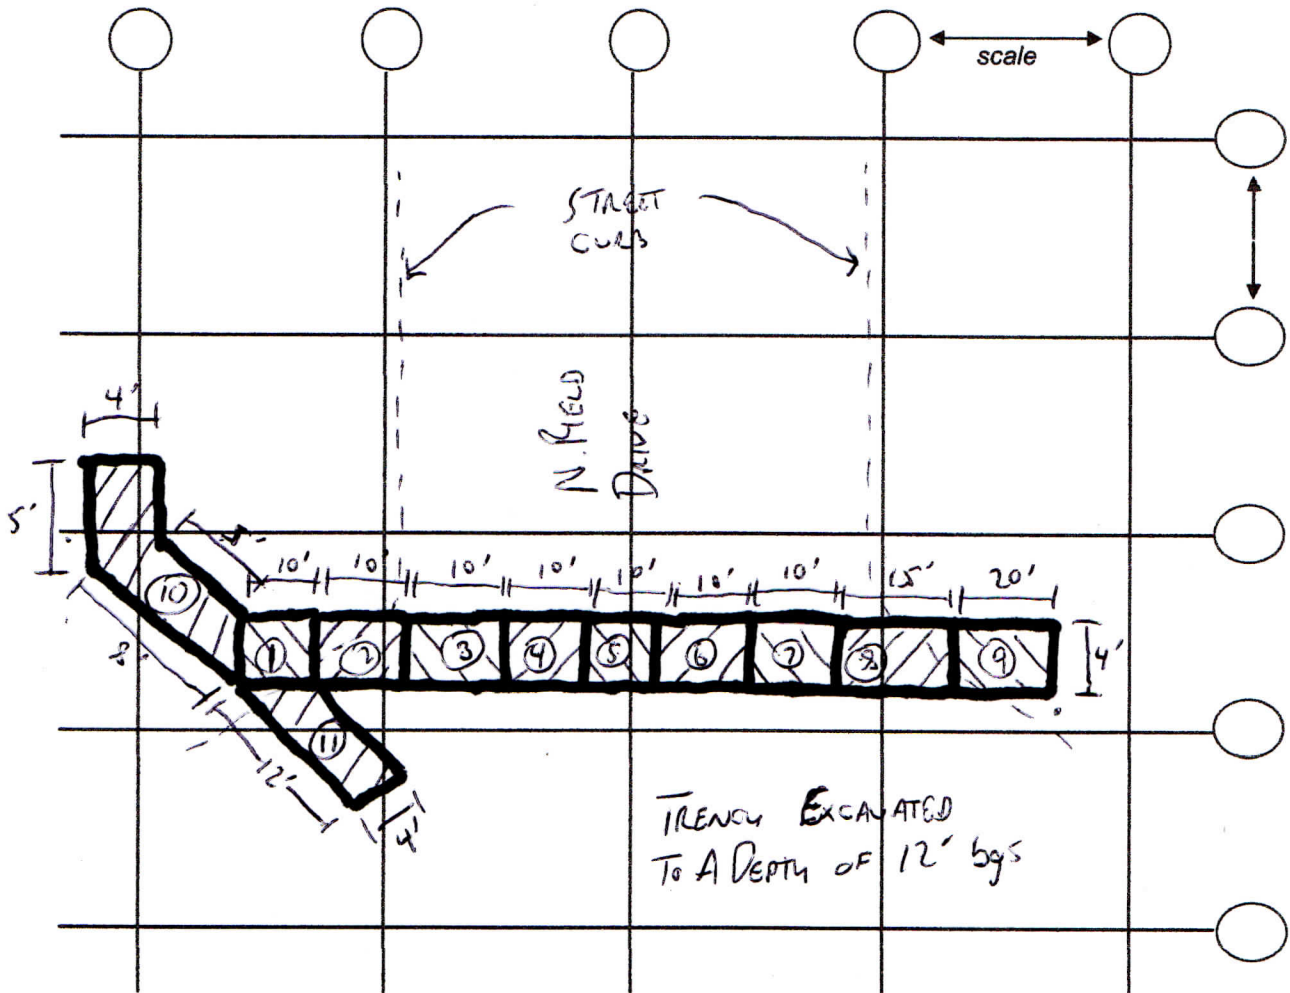 scale
STREET
CURB
N. FIELD
DRIVE
4'
5'
8'
10' 10' 10' 10' 10' 10' 10' 15' 20'
10
1 2 3 4 5 6 7 8 9
4'
11
12'
4'
TRENCH EXCAVATED
TO A DEPTH OF 12' bgs